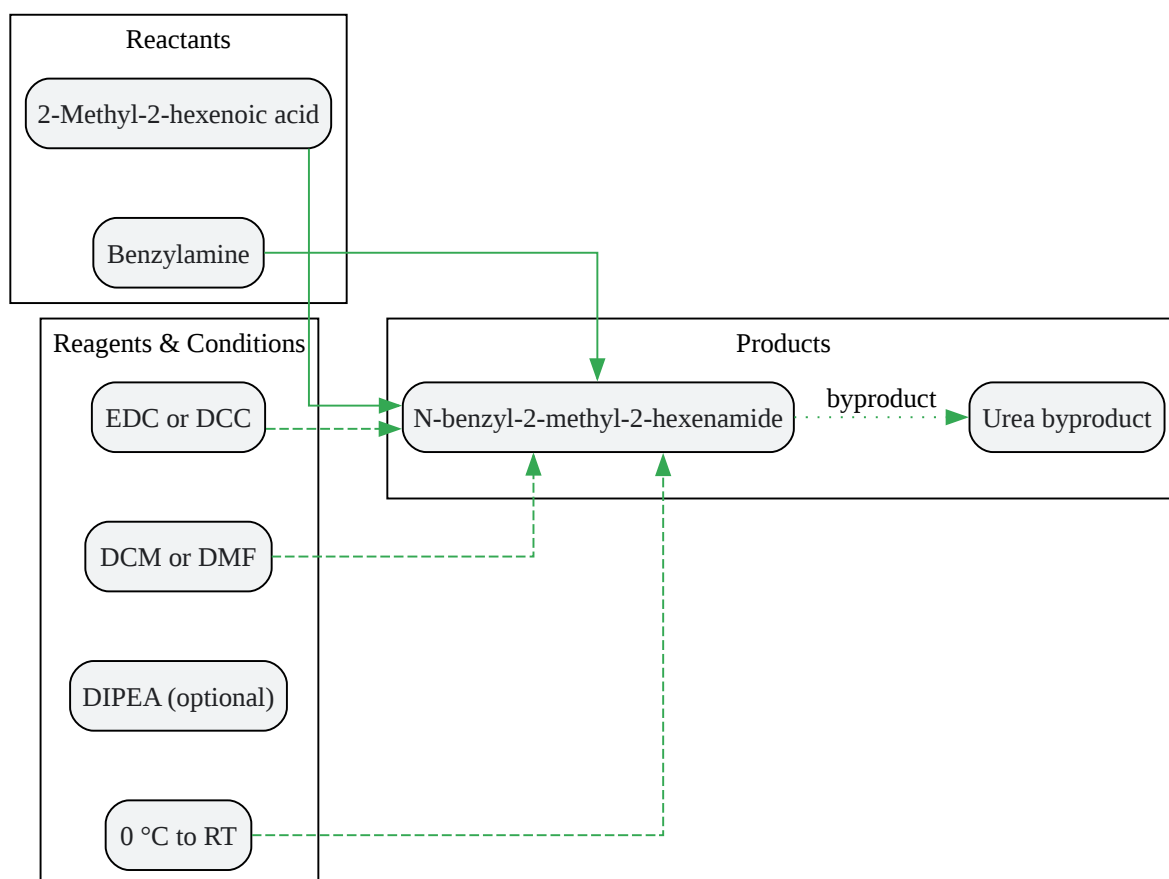 Reactants
2-Methyl-2-hexenoic acid
Benzylamine
Reagents & Conditions
EDC or DCC
DCM or DMF
DIPEA (optional)
0 °C to RT
Products
N-benzyl-2-methyl-2-hexenamide
byproduct
Urea byproduct